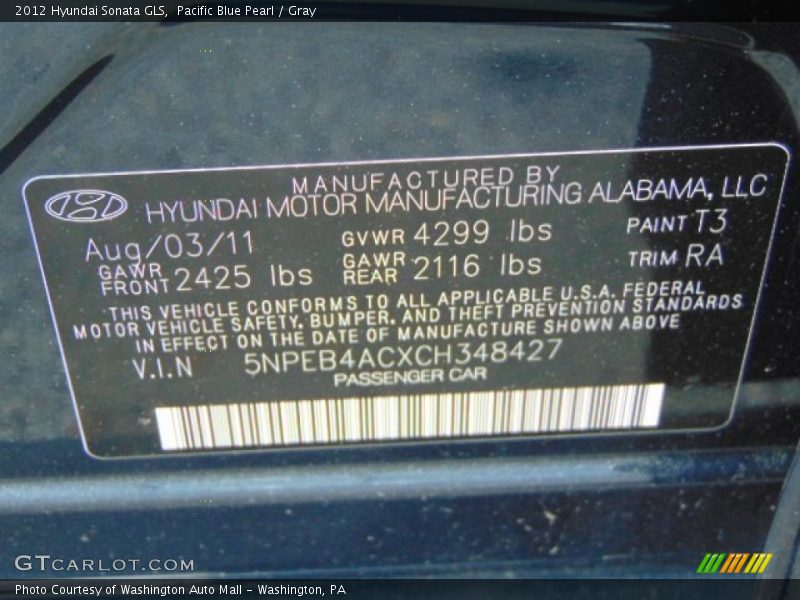 2012 Hyundai Sonata GLS, Pacific Blue Pearl / Gray
MANUFACTURED BY
HYUNDAI MOTOR MANUFACTURING ALABAMA, LLC
Aug/03/11 GVWR 4299 lbs PAINT T3
GAWR FRONT 2425 lbs GAWR REAR 2116 lbs TRIM RA
THIS VEHICLE CONFORMS TO ALL APPLICABLE U.S.A. FEDERAL
MOTOR VEHICLE SAFETY, BUMPER, AND THEFT PREVENTION STANDARDS
IN EFFECT ON THE DATE OF MANUFACTURE SHOWN ABOVE
V.I.N 5NPEB4ACXCH348427
PASSENGER CAR
GTCARLOT.COM
Photo Courtesy of Washington Auto Mall - Washington, PA